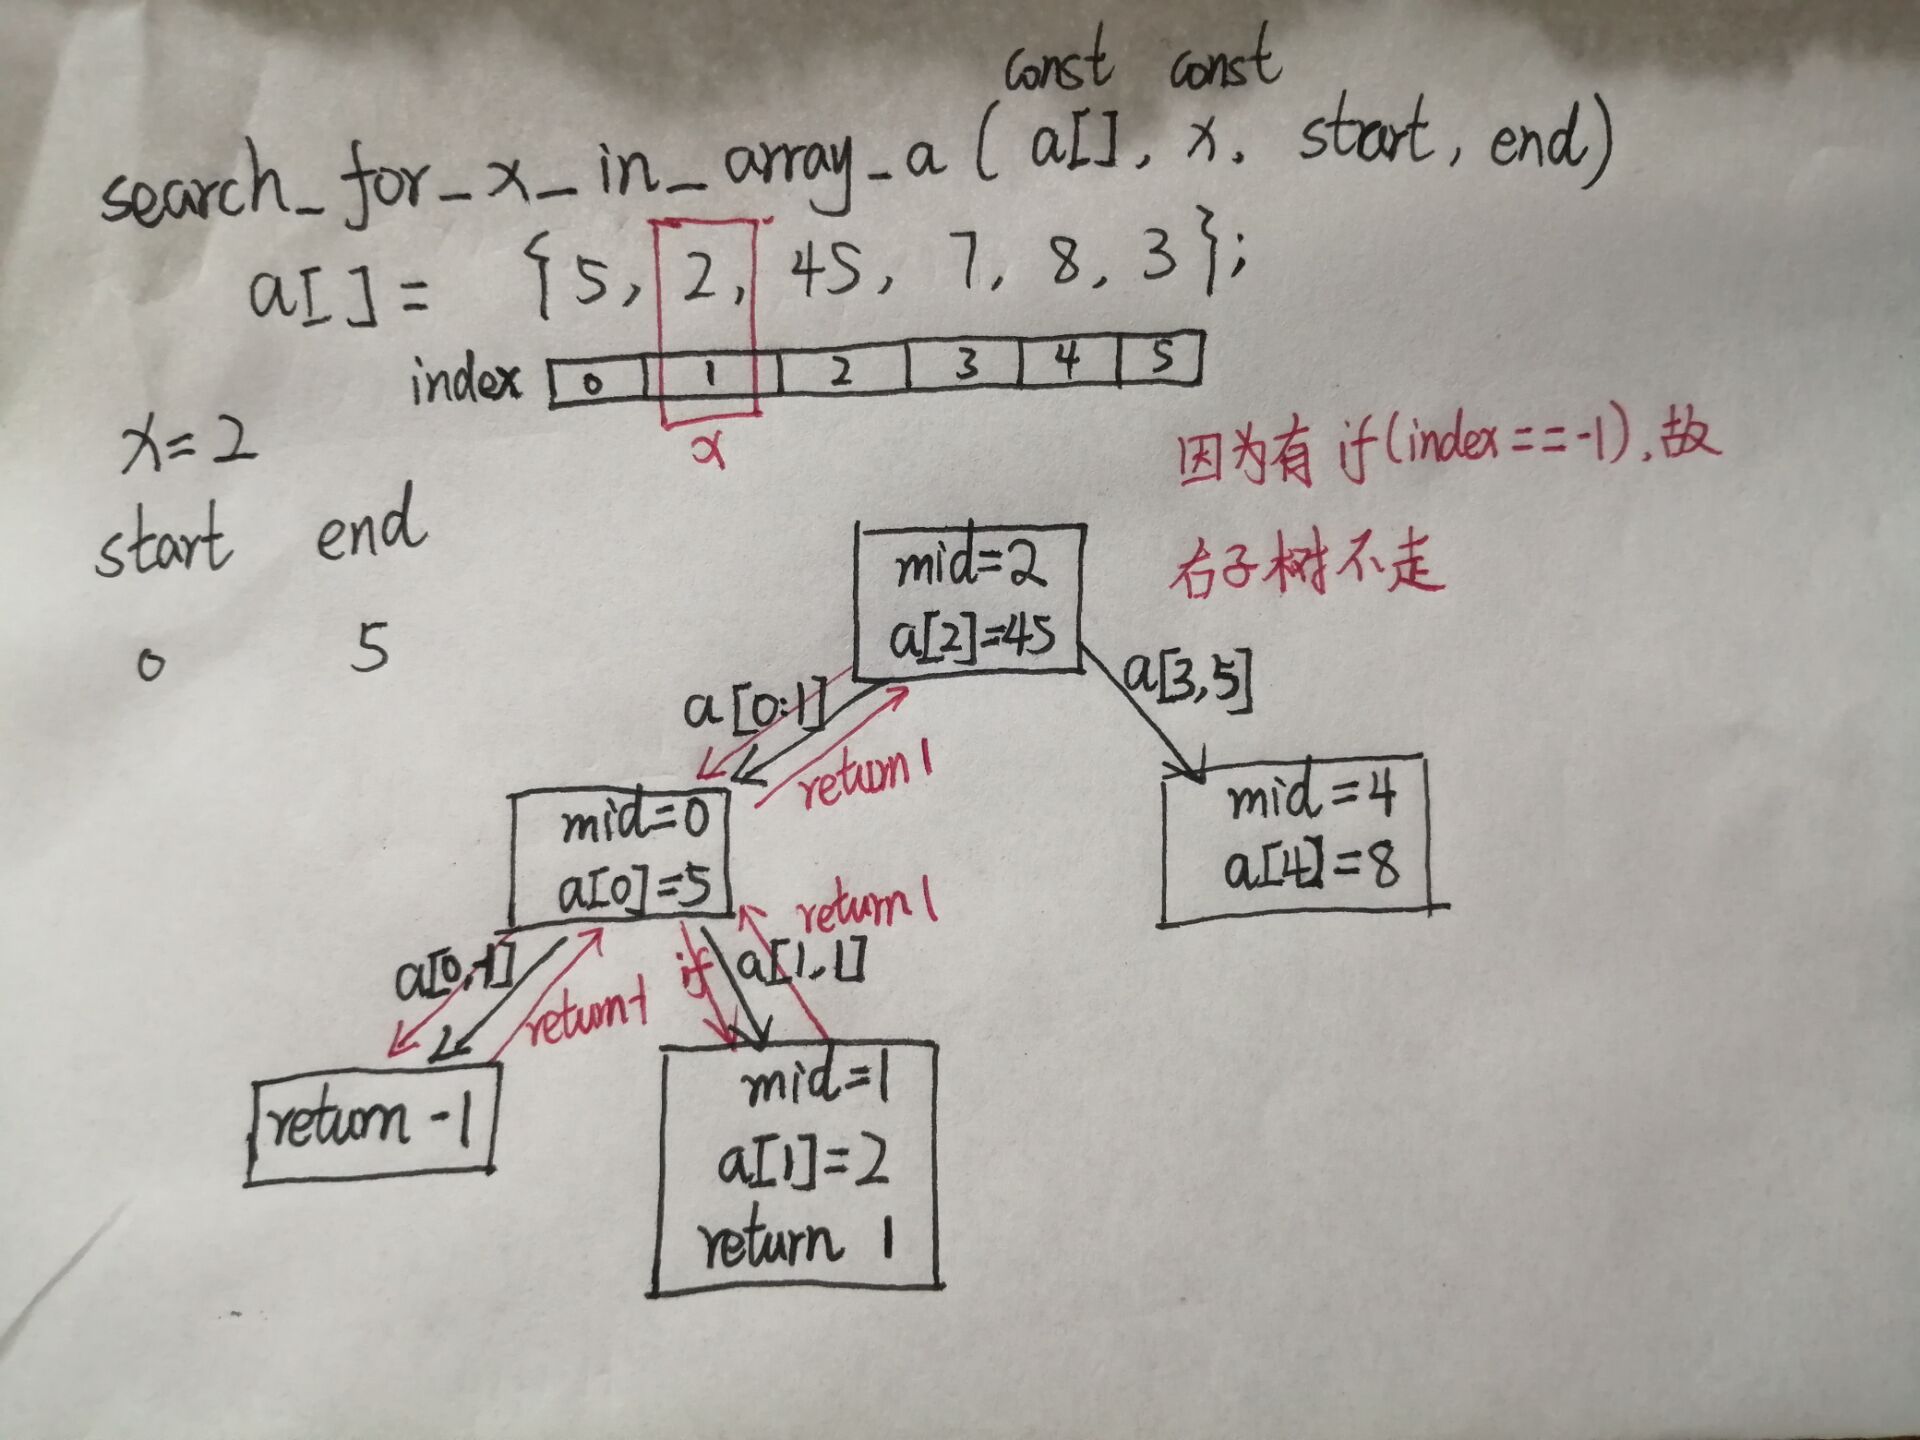 const const
search_for_x_in_array_a ( a[], x, start, end)
a[] = {5, 2, 45, 7, 8, 3};
index 0 1 2 3 4 5
x
x=2
start end
0 5
因为有 if(index==-1),故
右子树不走
mid=2
a[2]=45
a[0:1]
return 1
a[3,5]
mid=0
a[0]=5
mid=4
a[4]=8
a[0,-1]
return-1
if
a[1,1]
return 1
return -1
mid=1
a[1]=2
return 1